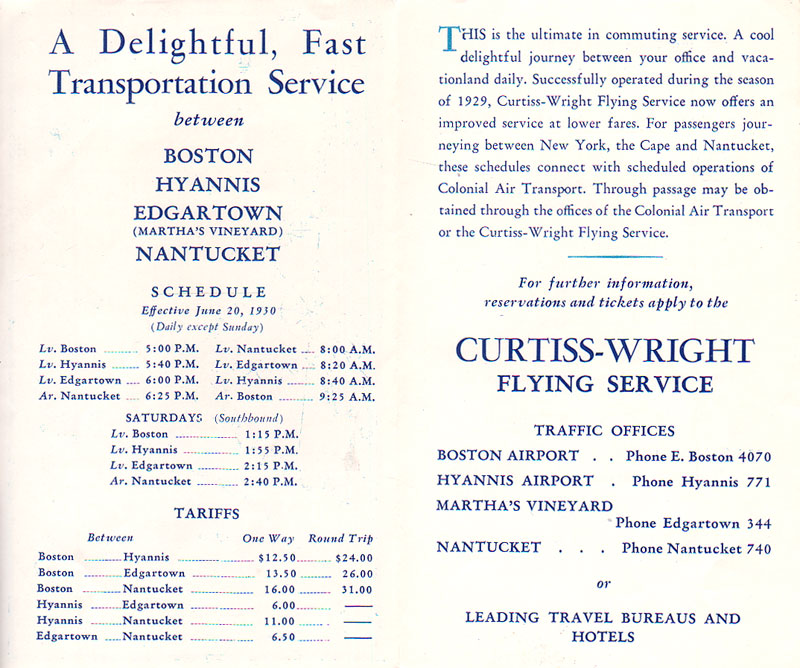 A Delightful, Fast
Transportation Service
between
BOSTON
HYANNIS
EDGARTOWN
(MARTHA'S VINEYARD)
NANTUCKET
SCHEDULE
Effective June 20, 1930
(Daily except Sunday)
Lv. Boston ........ 5:00 P.M. Lv. Nantucket .... 8:00 A.M.
Lv. Hyannis ....... 5:40 P.M. Lv. Edgartown .... 8:20 A.M.
Lv. Edgartown .... 6:00 P.M. Lv. Hyannis ....... 8:40 A.M.
Ar. Nantucket .... 6:25 P.M. Ar. Boston ........ 9:25 A.M.
SATURDAYS (Southbound)
Lv. Boston ............ 1:15 P.M.
Lv. Hyannis ........... 1:55 P.M.
Lv. Edgartown ........ 2:15 P.M.
Ar. Nantucket ........ 2:40 P.M.
TARIFFS
Between One Way Round Trip
Boston ........ Hyannis ........ $12.50 ........ $24.00
Boston ........ Edgartown ........ 13.50 ........ 26.00
Boston ........ Nantucket ........ 16.00 ........ 31.00
Hyannis ...... Edgartown ........ 6.00 ........ ——
Hyannis ...... Nantucket ........ 11.00 ........ ——
Edgartown .... Nantucket ........ 6.50 ........ ——
THIS is the ultimate in commuting service. A cool
delightful journey between your office and vaca-
tionland daily. Successfully operated during the season
of 1929, Curtiss-Wright Flying Service now offers an
improved service at lower fares. For passengers jour-
neying between New York, the Cape and Nantucket,
these schedules connect with scheduled operations of
Colonial Air Transport. Through passage may be ob-
tained through the offices of the Colonial Air Transport
or the Curtiss-Wright Flying Service.
For further information,
reservations and tickets apply to the
CURTISS-WRIGHT
FLYING SERVICE
TRAFFIC OFFICES
BOSTON AIRPORT . . Phone E. Boston 4070
HYANNIS AIRPORT . Phone Hyannis 771
MARTHA'S VINEYARD
Phone Edgartown 344
NANTUCKET . . . Phone Nantucket 740
or
LEADING TRAVEL BUREAUS AND
HOTELS